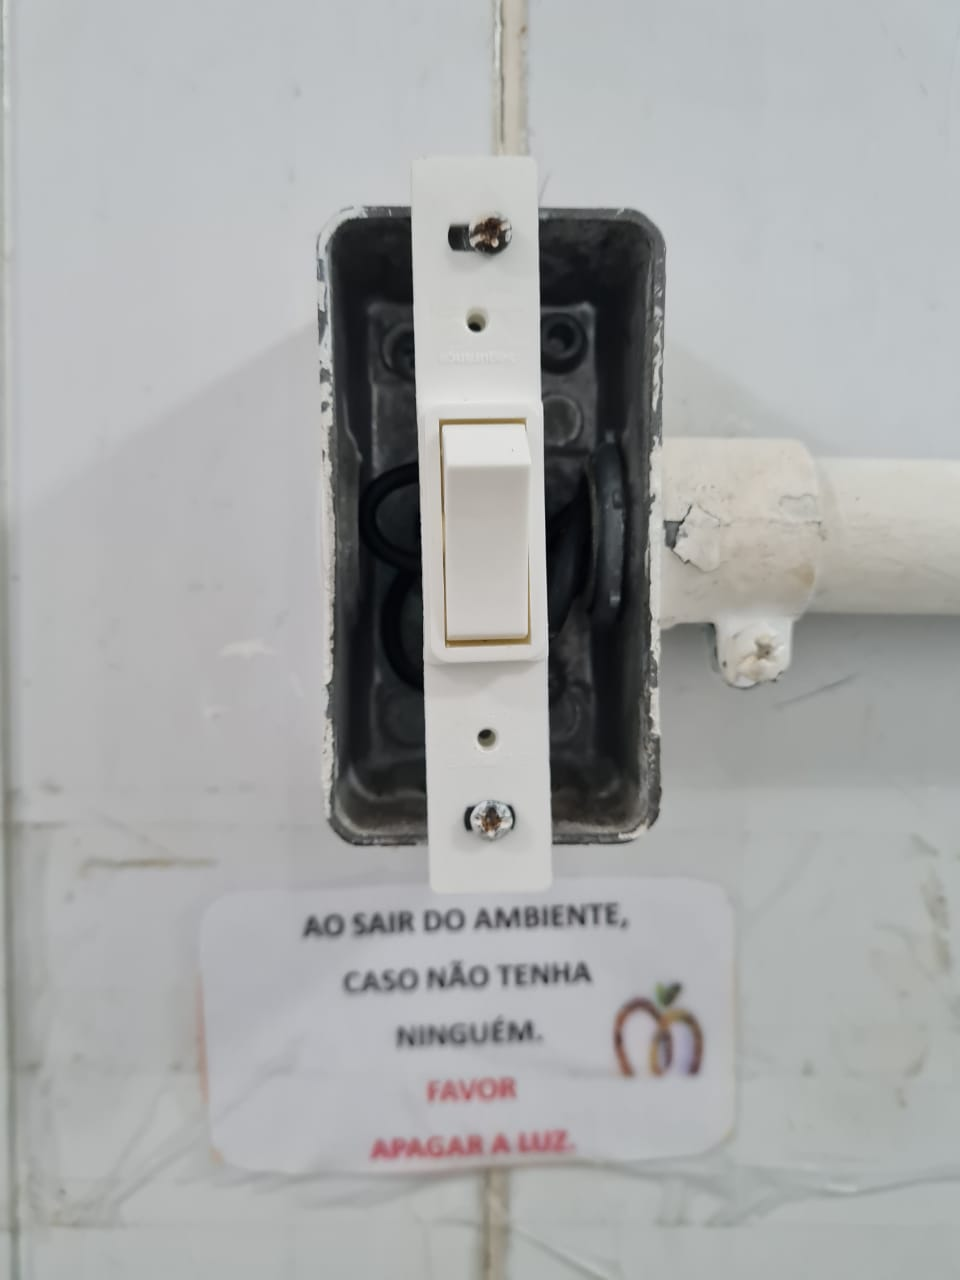 AO SAIR DO AMBIENTE,
CASO NÃO TENHA
NINGUÉM.
FAVOR
APAGAR A LUZ.